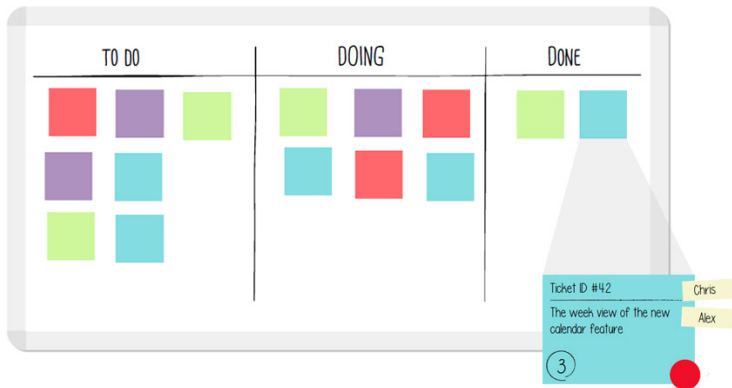 TO DO
DOING
DONE
Ticket ID #42
Chris
The week view of the new
calendar feature
Alex
3